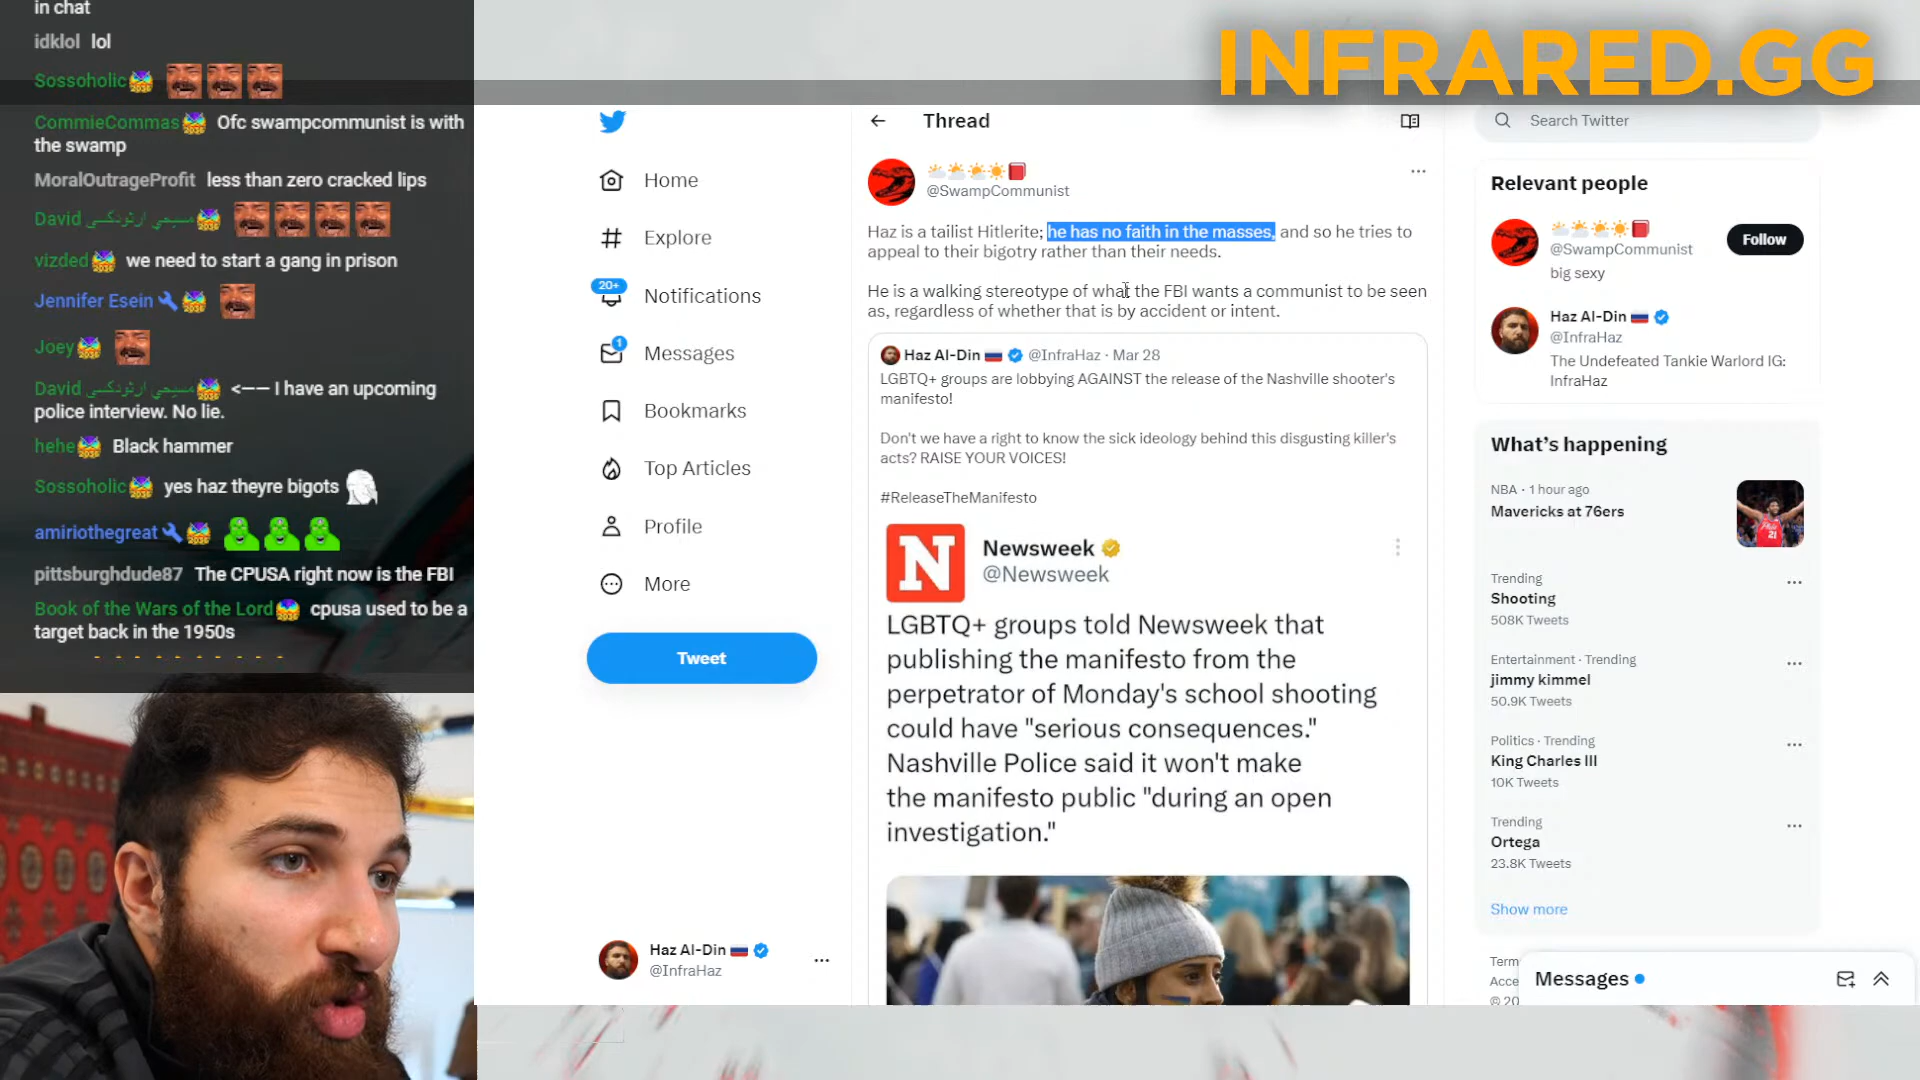 in chat
idklol lol
Sossoholic
CommieCommas Ofc swampcommunist is with
the swamp
MoralOutrageProfit less than zero cracked lips
David مسيحي ارثوذكسي
vizded we need to start a gang in prison
Jennifer Esein
Joey
David مسيحي ارثوذكسي <—– I have an upcoming
police interview. No lie.
hehe Black hammer
Sossoholic yes haz theyre bigots
amiriothegreat
pittsburghdude87 The CPUSA right now is the FBI
Book of the Wars of the Lord cpusa used to be a
target back in the 1950s
INFRARED.GG
Home
Explore
20+
Notifications
1
Messages
Bookmarks
Top Articles
Profile
More
Tweet
Haz Al-Din
@InfraHaz
Thread
@SwampCommunist
Haz is a tailist Hitlerite; he has no faith in the masses, and so he tries to
appeal to their bigotry rather than their needs.
He is a walking stereotype of what the FBI wants a communist to be seen
as, regardless of whether that is by accident or intent.
Haz Al-Din @InfraHaz · Mar 28
LGBTQ+ groups are lobbying AGAINST the release of the Nashville shooter's
manifesto!
Don't we have a right to know the sick ideology behind this disgusting killer's
acts? RAISE YOUR VOICES!
#ReleaseTheManifesto
N
Newsweek
@Newsweek
LGBTQ+ groups told Newsweek that
publishing the manifesto from the
perpetrator of Monday's school shooting
could have "serious consequences."
Nashville Police said it won't make
the manifesto public "during an open
investigation."
Search Twitter
Relevant people
@SwampCommunist
Follow
big sexy
Haz Al-Din
@InfraHaz
The Undefeated Tankie Warlord IG:
InfraHaz
What's happening
NBA · 1 hour ago
Mavericks at 76ers
Trending
Shooting
508K Tweets
Entertainment · Trending
jimmy kimmel
50.9K Tweets
Politics · Trending
King Charles III
10K Tweets
Trending
Ortega
23.8K Tweets
Show more
Term
Acce
© 20
Messages